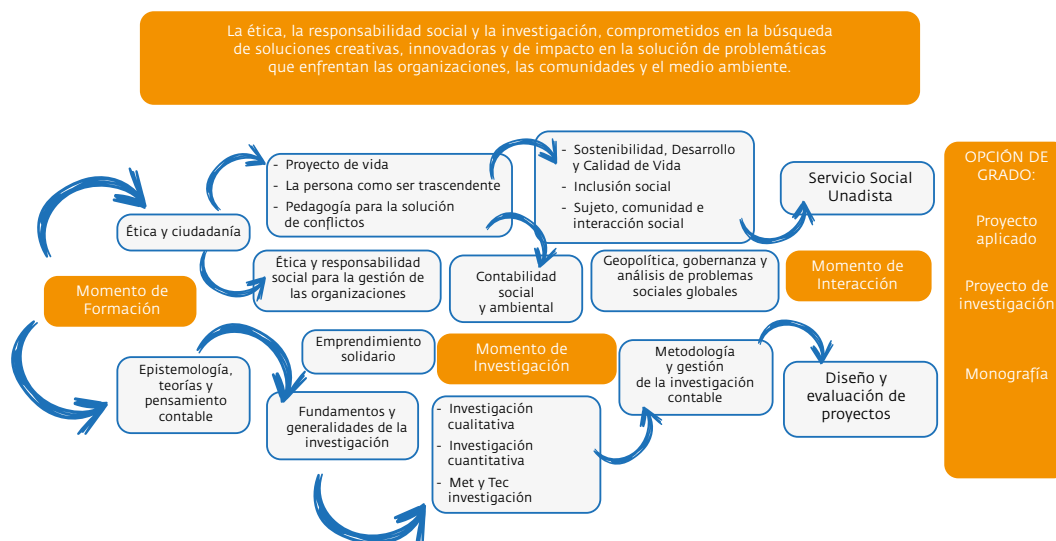 La ética, la responsabilidad social y la investigación, comprometidos en la búsqueda
de soluciones creativas, innovadoras y de impacto en la solución de problemáticas
que enfrentan las organizaciones, las comunidades y el medio ambiente.
- Proyecto de vida
- La persona como ser trascendente
- Pedagogía para la solución
de conflictos
- Sostenibilidad, Desarrollo
y Calidad de Vida
- Inclusión social
- Sujeto, comunidad e
interacción social
Servicio Social
Unadista
Ética y ciudadanía
Ética y responsabilidad
social para la gestión de
las organizaciones
Contabilidad
social
y ambiental
Geopolítica, gobernanza y
análisis de problemas
sociales globales
Momento de
Interacción
Momento de
Formación
Emprendimiento
solidario
Momento de
Investigación
Metodología
y gestión
de la investigación
contable
Epistemología,
teorías y
pensamiento
contable
Fundamentos y
generalidades de la
investigación
- Investigación
cualitativa
- Investigación
cuantitativa
- Met y Tec
investigación
Diseño y
evaluación de
proyectos
OPCIÓN DE
GRADO:
Proyecto
aplicado
Proyecto de
investigación
Monografía